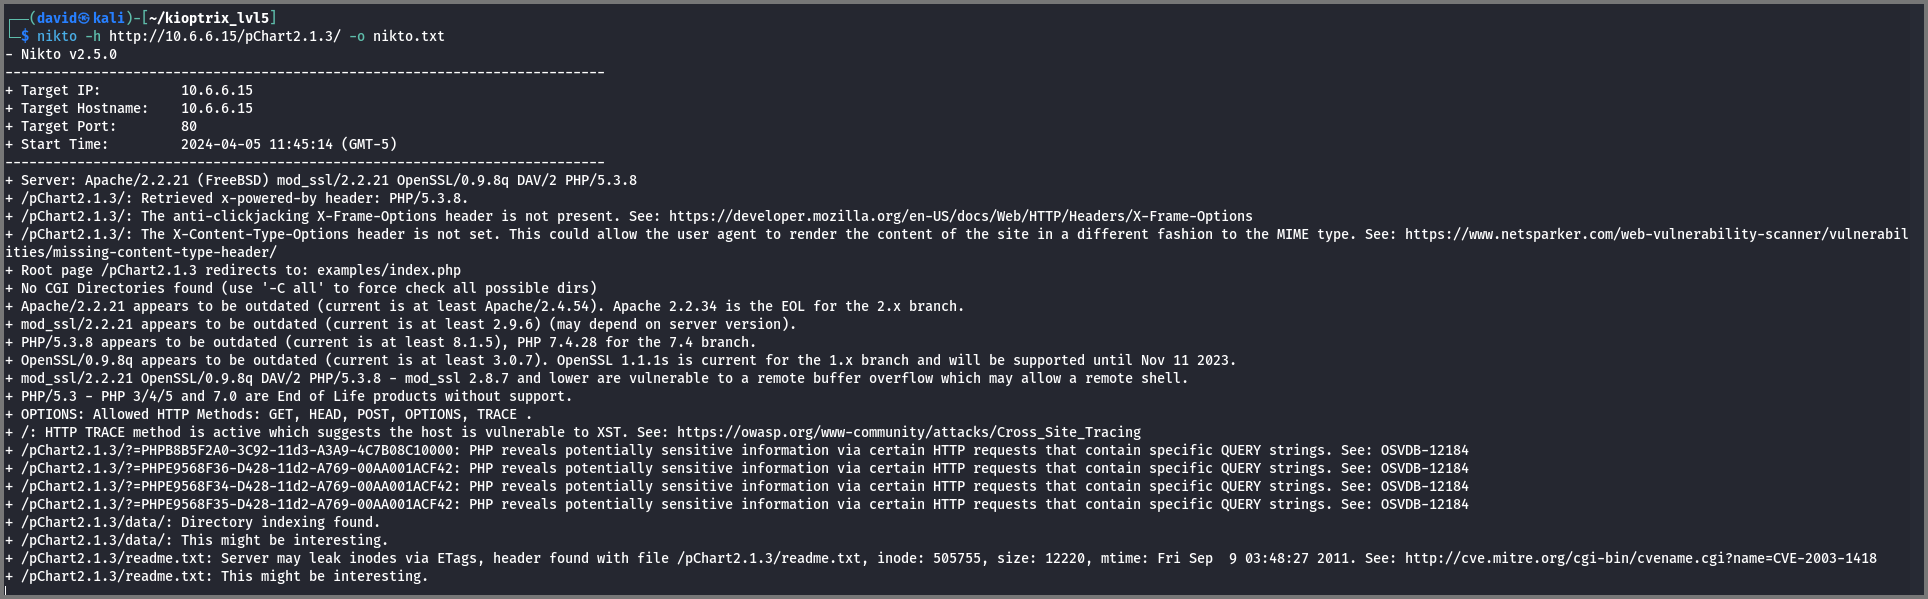 ┌──(david㉿kali)-[~/kioptrix_lvl5]
└─$ nikto -h http://10.6.6.15/pChart2.1.3/ -o nikto.txt
- Nikto v2.5.0
---------------------------------------------------------------------------
+ Target IP:          10.6.6.15
+ Target Hostname:    10.6.6.15
+ Target Port:        80
+ Start Time:         2024-04-05 11:45:14 (GMT-5)
---------------------------------------------------------------------------
+ Server: Apache/2.2.21 (FreeBSD) mod_ssl/2.2.21 OpenSSL/0.9.8q DAV/2 PHP/5.3.8
+ /pChart2.1.3/: Retrieved x-powered-by header: PHP/5.3.8.
+ /pChart2.1.3/: The anti-clickjacking X-Frame-Options header is not present. See: https://developer.mozilla.org/en-US/docs/Web/HTTP/Headers/X-Frame-Options
+ /pChart2.1.3/: The X-Content-Type-Options header is not set. This could allow the user agent to render the content of the site in a different fashion to the MIME type. See: https://www.netsparker.com/web-vulnerability-scanner/vulnerabil
ities/missing-content-type-header/
+ Root page /pChart2.1.3 redirects to: examples/index.php
+ No CGI Directories found (use '-C all' to force check all possible dirs)
+ Apache/2.2.21 appears to be outdated (current is at least Apache/2.4.54). Apache 2.2.34 is the EOL for the 2.x branch.
+ mod_ssl/2.2.21 appears to be outdated (current is at least 2.9.6) (may depend on server version).
+ PHP/5.3.8 appears to be outdated (current is at least 8.1.5), PHP 7.4.28 for the 7.4 branch.
+ OpenSSL/0.9.8q appears to be outdated (current is at least 3.0.7). OpenSSL 1.1.1s is current for the 1.x branch and will be supported until Nov 11 2023.
+ mod_ssl/2.2.21 OpenSSL/0.9.8q DAV/2 PHP/5.3.8 - mod_ssl 2.8.7 and lower are vulnerable to a remote buffer overflow which may allow a remote shell.
+ PHP/5.3 - PHP 3/4/5 and 7.0 are End of Life products without support.
+ OPTIONS: Allowed HTTP Methods: GET, HEAD, POST, OPTIONS, TRACE .
+ /: HTTP TRACE method is active which suggests the host is vulnerable to XST. See: https://owasp.org/www-community/attacks/Cross_Site_Tracing
+ /pChart2.1.3/?=PHPB8B5F2A0-3C92-11d3-A3A9-4C7B08C10000: PHP reveals potentially sensitive information via certain HTTP requests that contain specific QUERY strings. See: OSVDB-12184
+ /pChart2.1.3/?=PHPE9568F36-D428-11d2-A769-00AA001ACF42: PHP reveals potentially sensitive information via certain HTTP requests that contain specific QUERY strings. See: OSVDB-12184
+ /pChart2.1.3/?=PHPE9568F34-D428-11d2-A769-00AA001ACF42: PHP reveals potentially sensitive information via certain HTTP requests that contain specific QUERY strings. See: OSVDB-12184
+ /pChart2.1.3/?=PHPE9568F35-D428-11d2-A769-00AA001ACF42: PHP reveals potentially sensitive information via certain HTTP requests that contain specific QUERY strings. See: OSVDB-12184
+ /pChart2.1.3/data/: Directory indexing found.
+ /pChart2.1.3/data/: This might be interesting.
+ /pChart2.1.3/readme.txt: Server may leak inodes via ETags, header found with file /pChart2.1.3/readme.txt, inode: 505755, size: 12220, mtime: Fri Sep  9 03:48:27 2011. See: http://cve.mitre.org/cgi-bin/cvename.cgi?name=CVE-2003-1418
+ /pChart2.1.3/readme.txt: This might be interesting.